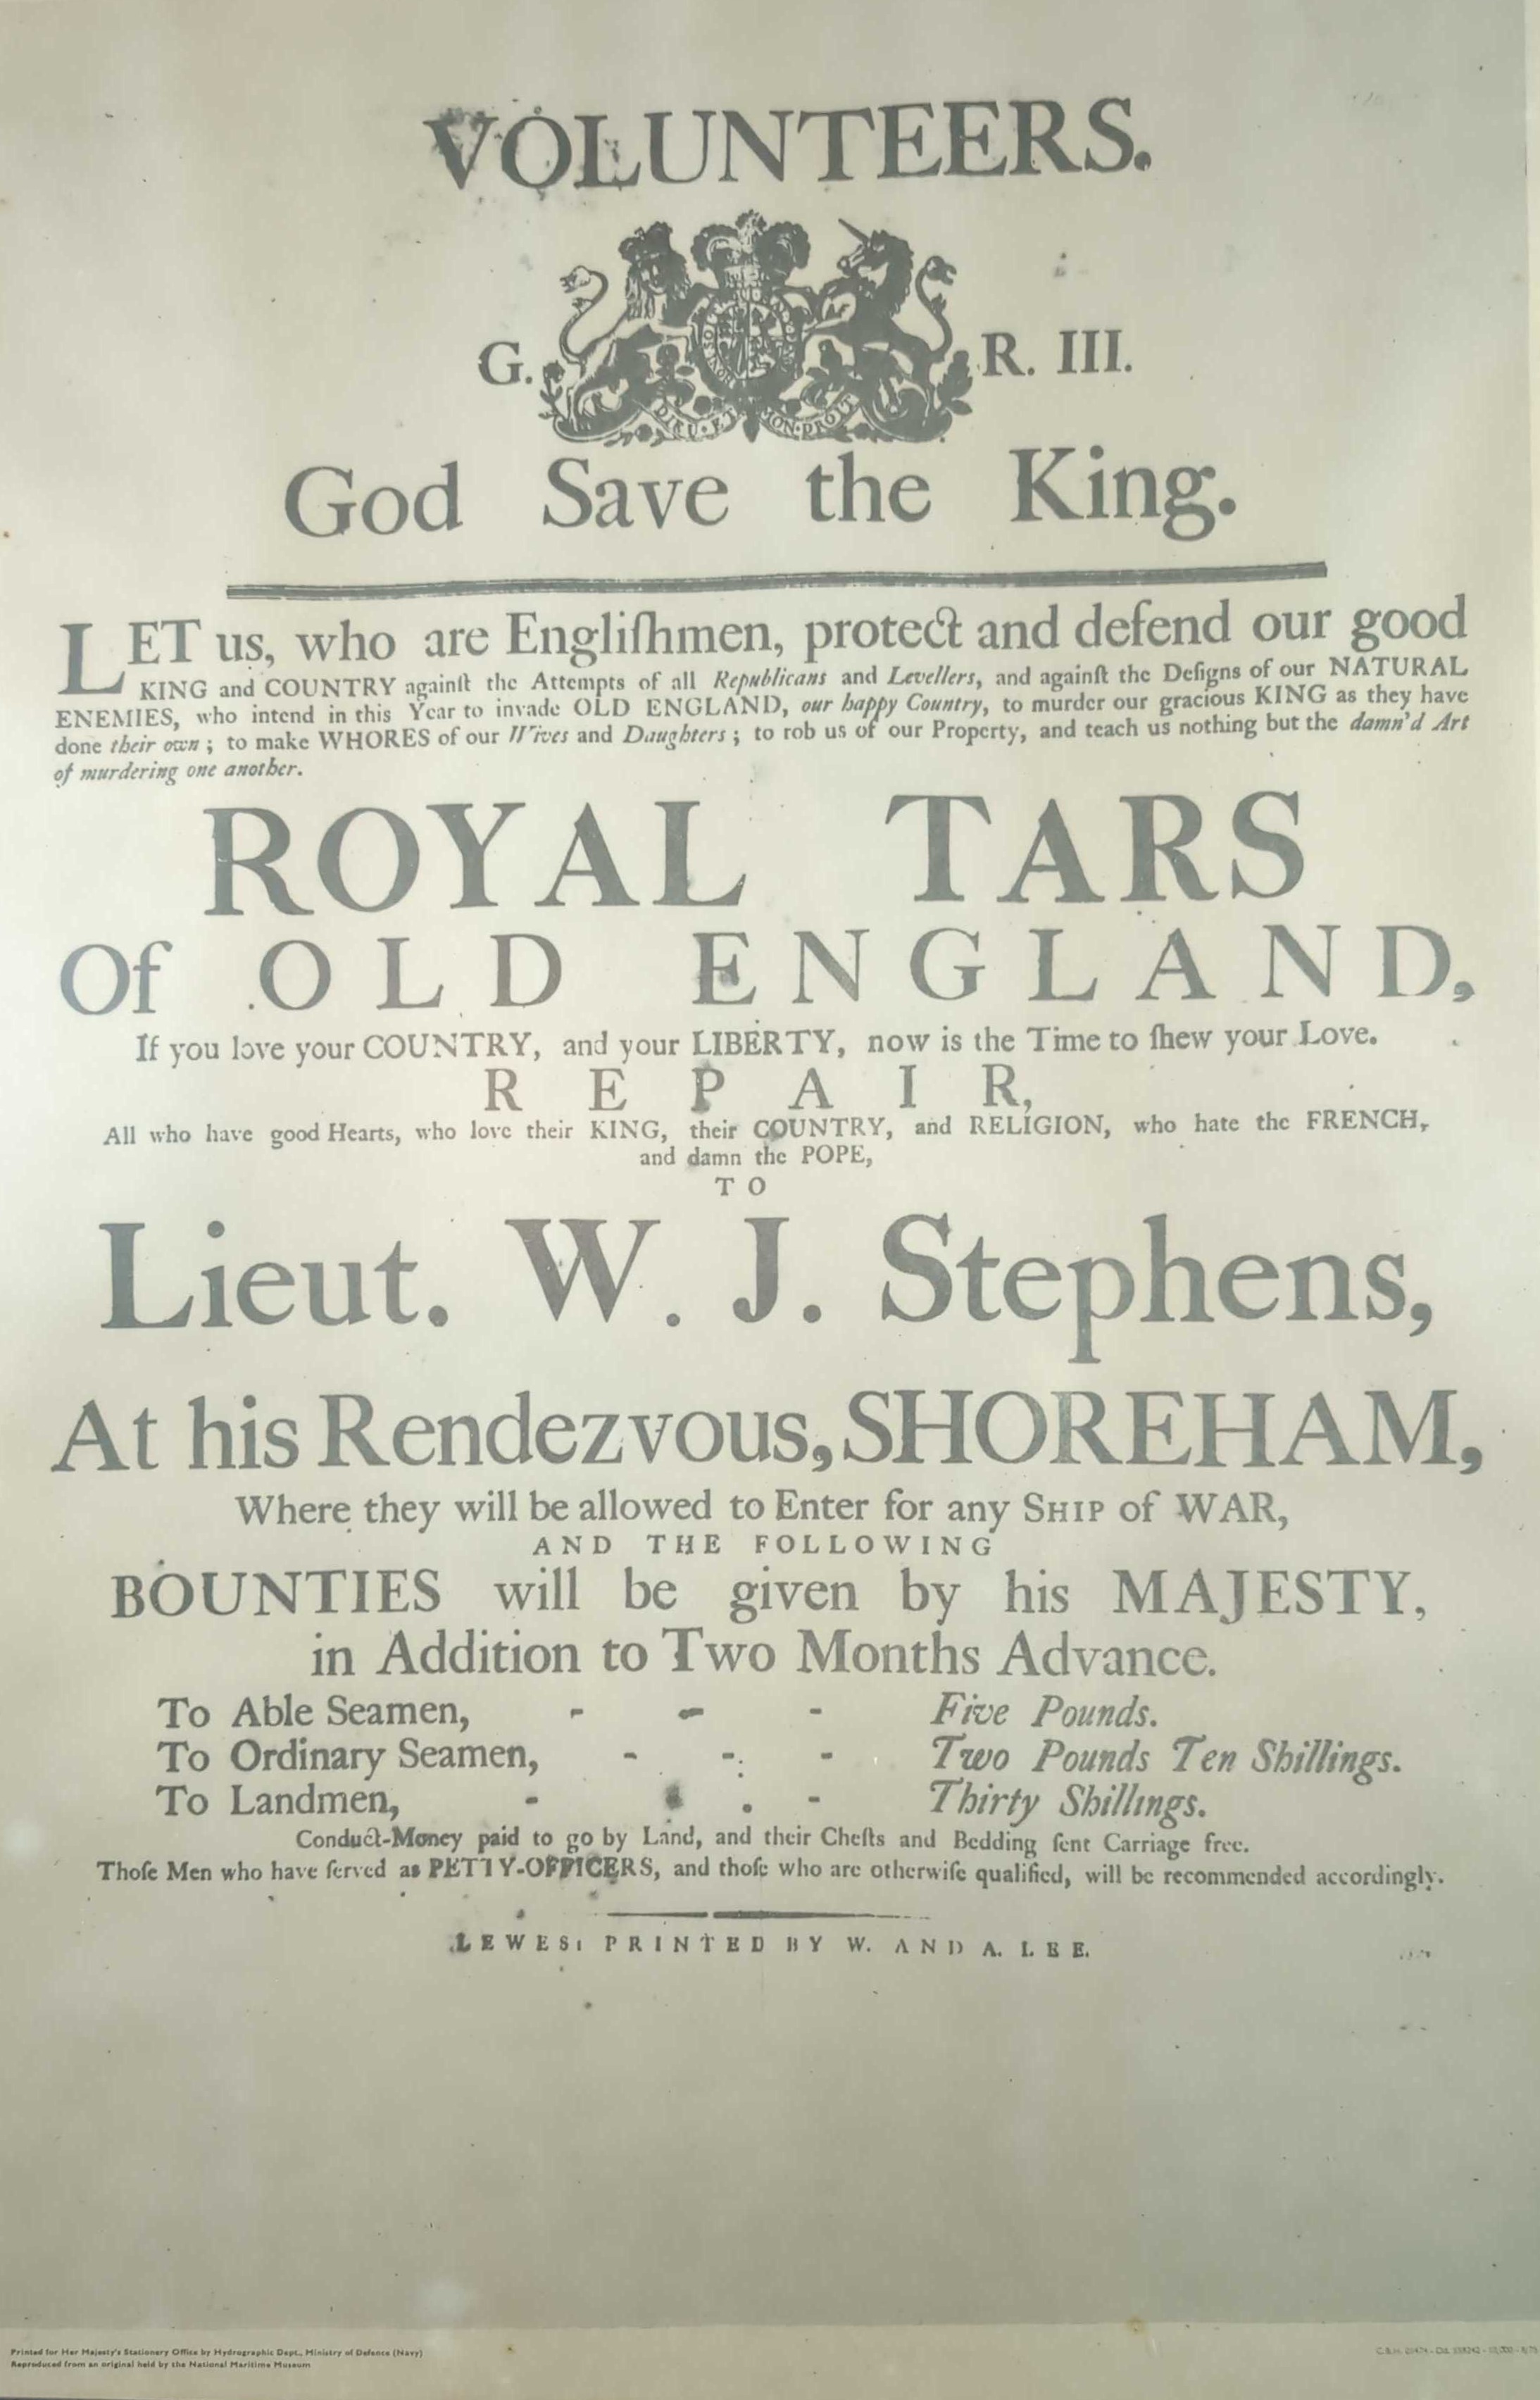 VOLUNTEERS.
G. R. III.
DIEU·ET MON·DROIT
God Save the King.
LET us, who are Engliſhmen, protect and defend our good
KING and COUNTRY againſt the Attempts of all Republicans and Levellers, and againſt the Deſigns of our NATURAL
ENEMIES, who intend in this Year to invade OLD ENGLAND, our happy Country, to murder our gracious KING as they have
done their own; to make WHORES of our Wives and Daughters; to rob us of our Property, and teach us nothing but the damn'd Art
of murdering one another.
ROYAL TARS
Of OLD ENGLAND,
If you love your COUNTRY, and your LIBERTY, now is the Time to ſhew your Love.
REPAIR,
All who have good Hearts, who love their KING, their COUNTRY, and RELIGION, who hate the FRENCH,
and damn the POPE,
TO
Lieut. W. J. Stephens,
At his Rendezvous, SHOREHAM,
Where they will be allowed to Enter for any SHIP of WAR,
AND THE FOLLOWING
BOUNTIES will be given by his MAJESTY,
in Addition to Two Months Advance.
To Able Seamen, - - - Five Pounds.
To Ordinary Seamen, - - - Two Pounds Ten Shillings.
To Landmen, - - - Thirty Shillings.
Conduct-Money paid to go by Land, and their Cheſts and Bedding ſent Carriage free.
Thoſe Men who have ſerved as PETTY-OFFICERS, and thoſe who are otherwiſe qualified, will be recommended accordingly.
LEWES: PRINTED BY W. AND A. LEE.
Printed for Her Majesty's Stationery Office by Hydrographic Dept., Ministry of Defence (Navy)
Reproduced from an original held by the National Maritime Museum